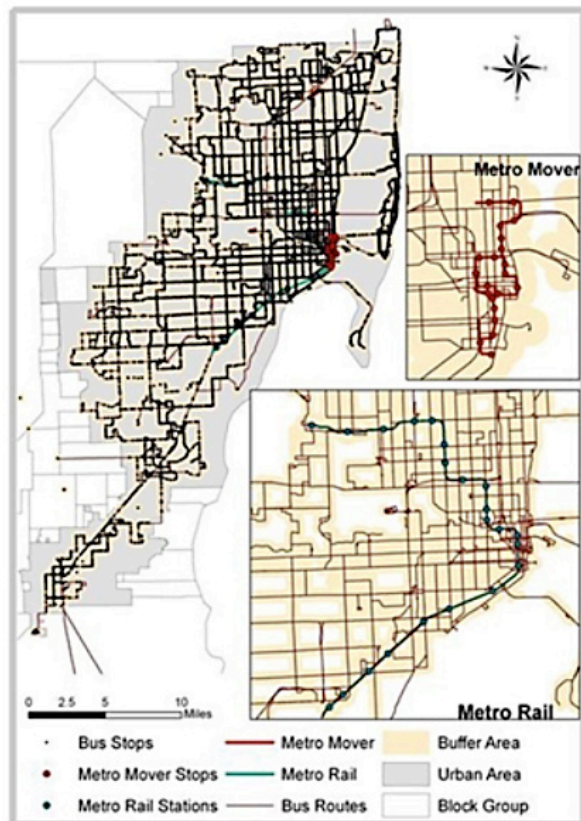 Metro Mover
Metro Rail
0 2.5 5 10
Miles
Bus Stops Metro Mover Buffer Area
Metro Mover Stops Metro Rail Urban Area
Metro Rail Stations Bus Routes Block Group